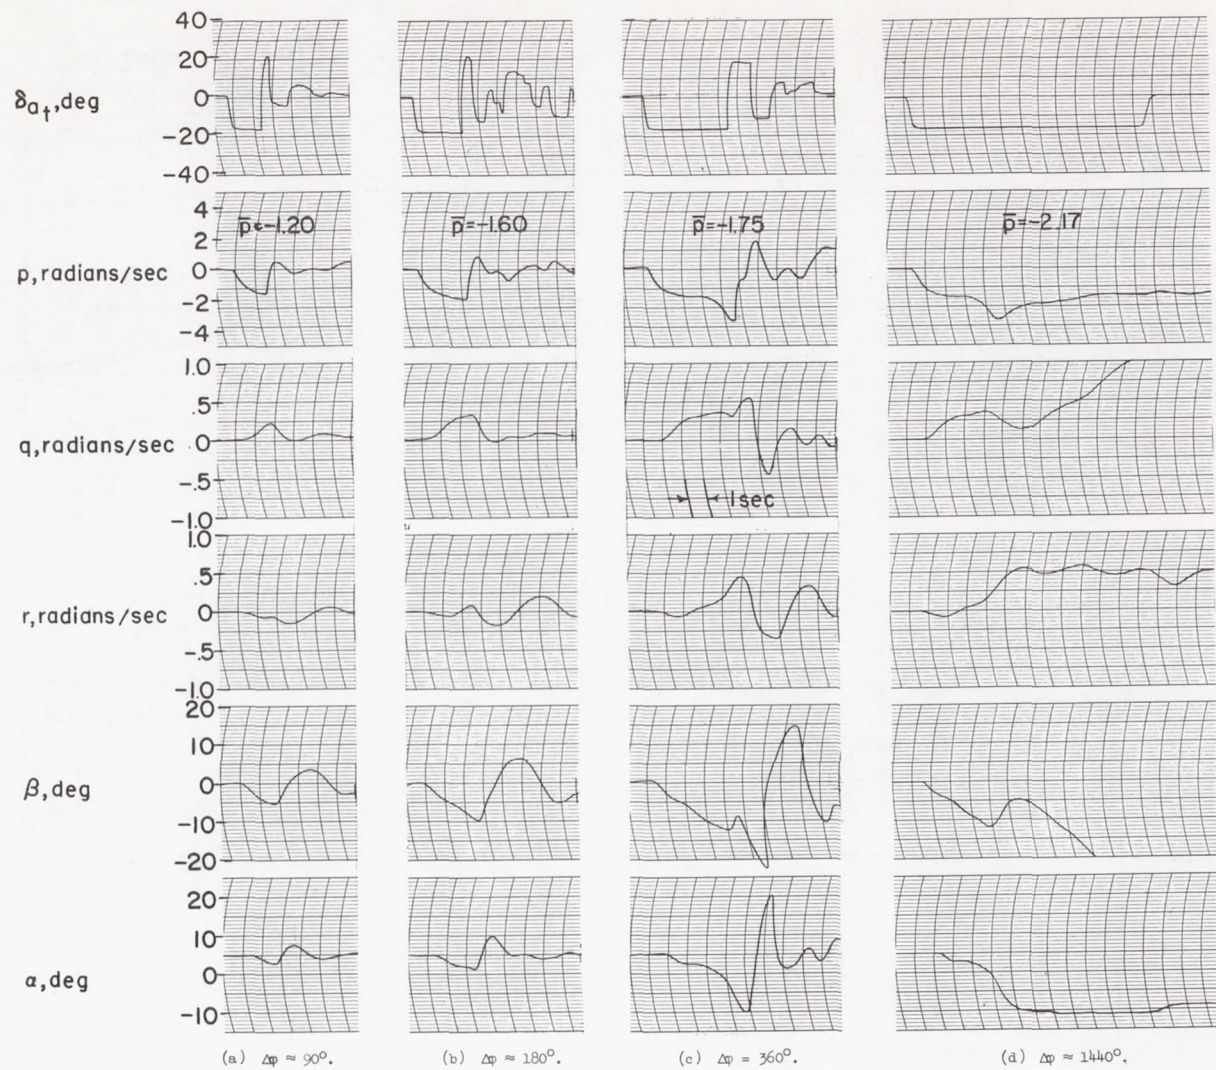 40
20
δat,deg
0
-20
-40
4
p̄=-1.20
p̄=-1.60
p̄=-1.75
p̄=-2.17
2
p,radians/sec
0
-2
-4
1.0
.5
q,radians/sec
0
-.5
1sec
-1.0
1.0
.5
r,radians/sec
0
-.5
-1.0
20
10
β,deg
0
-10
-20
20
10
α,deg
0
-10
(a) Δφ ≈ 90°.
(b) Δφ ≈ 180°.
(c) Δφ = 360°.
(d) Δφ ≈ 1440°.